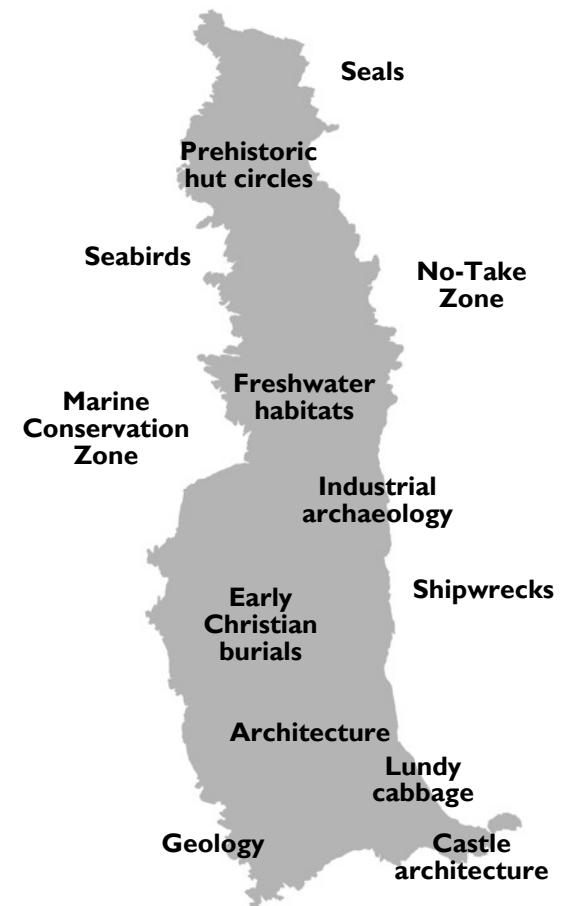 Seals
Prehistoric
hut circles
Seabirds
No-Take
Zone
Freshwater
habitats
Marine
Conservation
Zone
Industrial
archaeology
Shipwrecks
Early
Christian
burials
Architecture
Lundy
cabbage
Geology
Castle
architecture